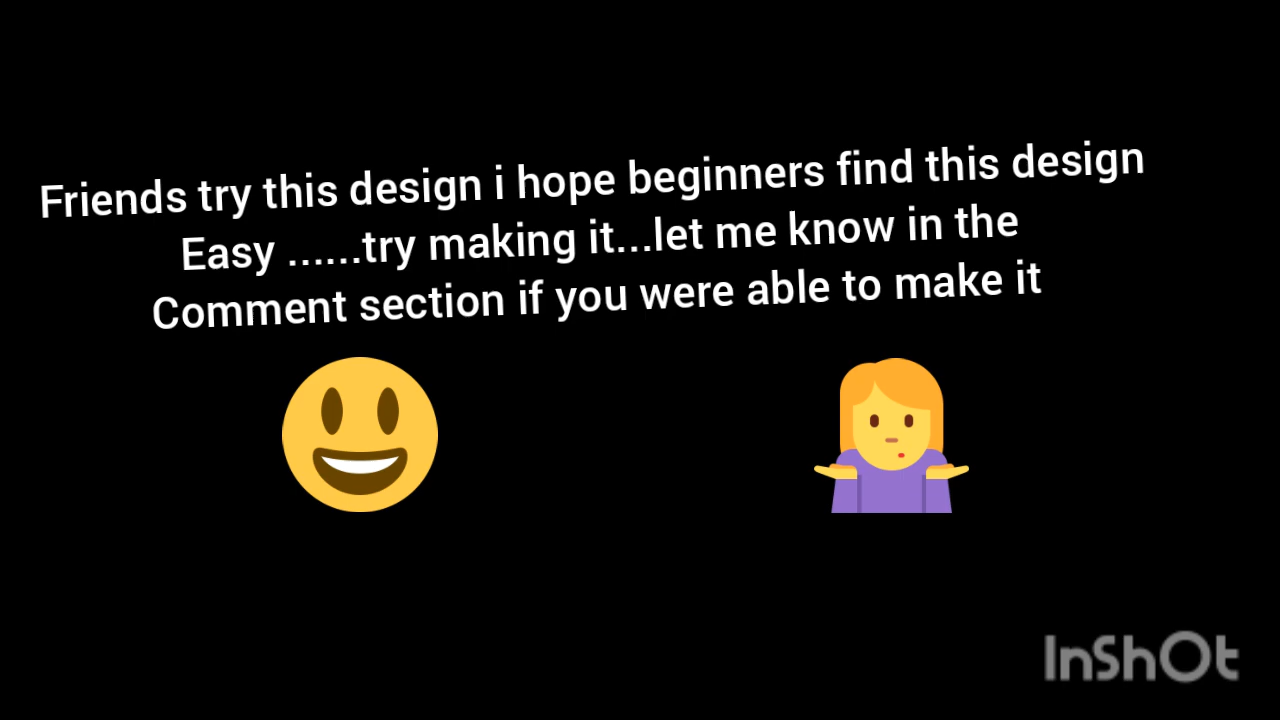 Friends try this design i hope beginners find this design
Easy ......try making it...let me know in the
Comment section if you were able to make it
InShOt